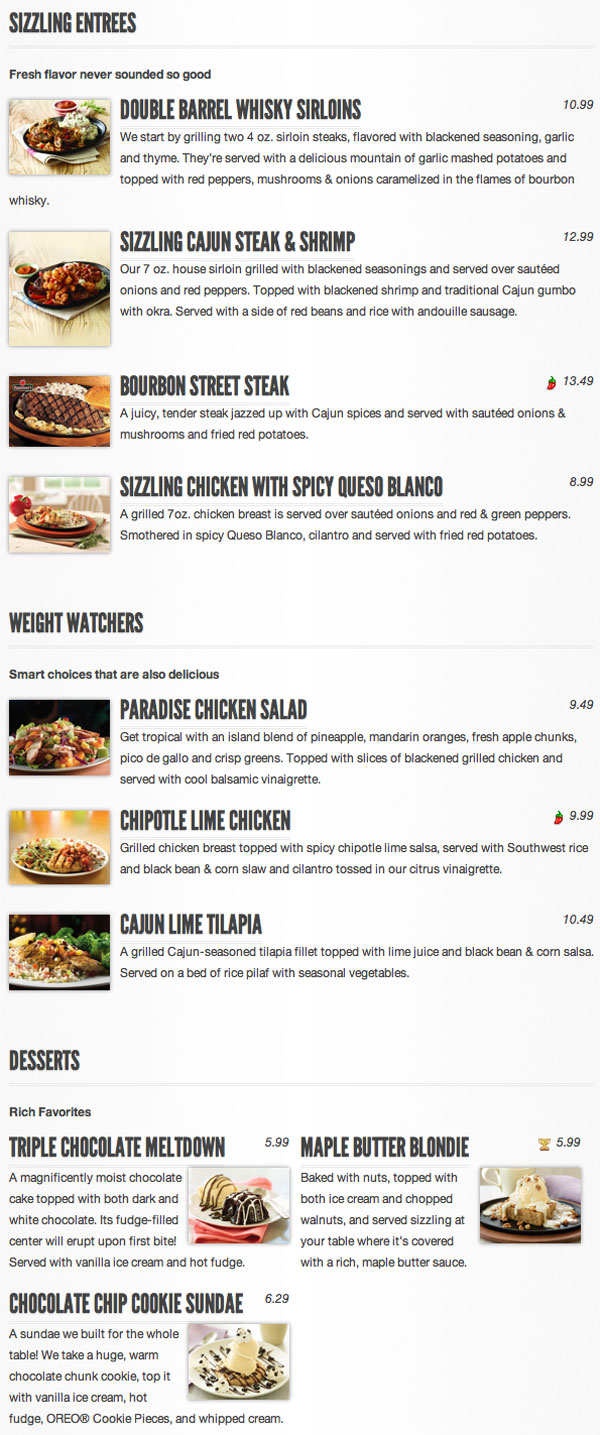 SIZZLING ENTREES
Fresh flavor never sounded so good
DOUBLE BARREL WHISKY SIRLOINS 10.99
We start by grilling two 4 oz. sirloin steaks, flavored with blackened seasoning, garlic
and thyme. They're served with a delicious mountain of garlic mashed potatoes and
topped with red peppers, mushrooms & onions caramelized in the flames of bourbon
whisky.
SIZZLING CAJUN STEAK & SHRIMP 12.99
Our 7 oz. house sirloin grilled with blackened seasonings and served over sautéed
onions and red peppers. Topped with blackened shrimp and traditional Cajun gumbo
with okra. Served with a side of red beans and rice with andouille sausage.
BOURBON STREET STEAK 13.49
A juicy, tender steak jazzed up with Cajun spices and served with sautéed onions &
mushrooms and fried red potatoes.
SIZZLING CHICKEN WITH SPICY QUESO BLANCO 8.99
A grilled 7oz. chicken breast is served over sautéed onions and red & green peppers.
Smothered in spicy Queso Blanco, cilantro and served with fried red potatoes.
WEIGHT WATCHERS
Smart choices that are also delicious
PARADISE CHICKEN SALAD 9.49
Get tropical with an island blend of pineapple, mandarin oranges, fresh apple chunks,
pico de gallo and crisp greens. Topped with slices of blackened grilled chicken and
served with cool balsamic vinaigrette.
CHIPOTLE LIME CHICKEN 9.99
Grilled chicken breast topped with spicy chipotle lime salsa, served with Southwest rice
and black bean & corn slaw and cilantro tossed in our citrus vinaigrette.
CAJUN LIME TILAPIA 10.49
A grilled Cajun-seasoned tilapia fillet topped with lime juice and black bean & corn salsa.
Served on a bed of rice pilaf with seasonal vegetables.
DESSERTS
Rich Favorites
TRIPLE CHOCOLATE MELTDOWN 5.99
A magnificently moist chocolate
cake topped with both dark and
white chocolate. Its fudge-filled
center will erupt upon first bite!
Served with vanilla ice cream and hot fudge.
MAPLE BUTTER BLONDIE 5.99
Baked with nuts, topped with
both ice cream and chopped
walnuts, and served sizzling at
your table where it's covered
with a rich, maple butter sauce.
CHOCOLATE CHIP COOKIE SUNDAE 6.29
A sundae we built for the whole
table! We take a huge, warm
chocolate chunk cookie, top it
with vanilla ice cream, hot
fudge, OREO® Cookie Pieces, and whipped cream.